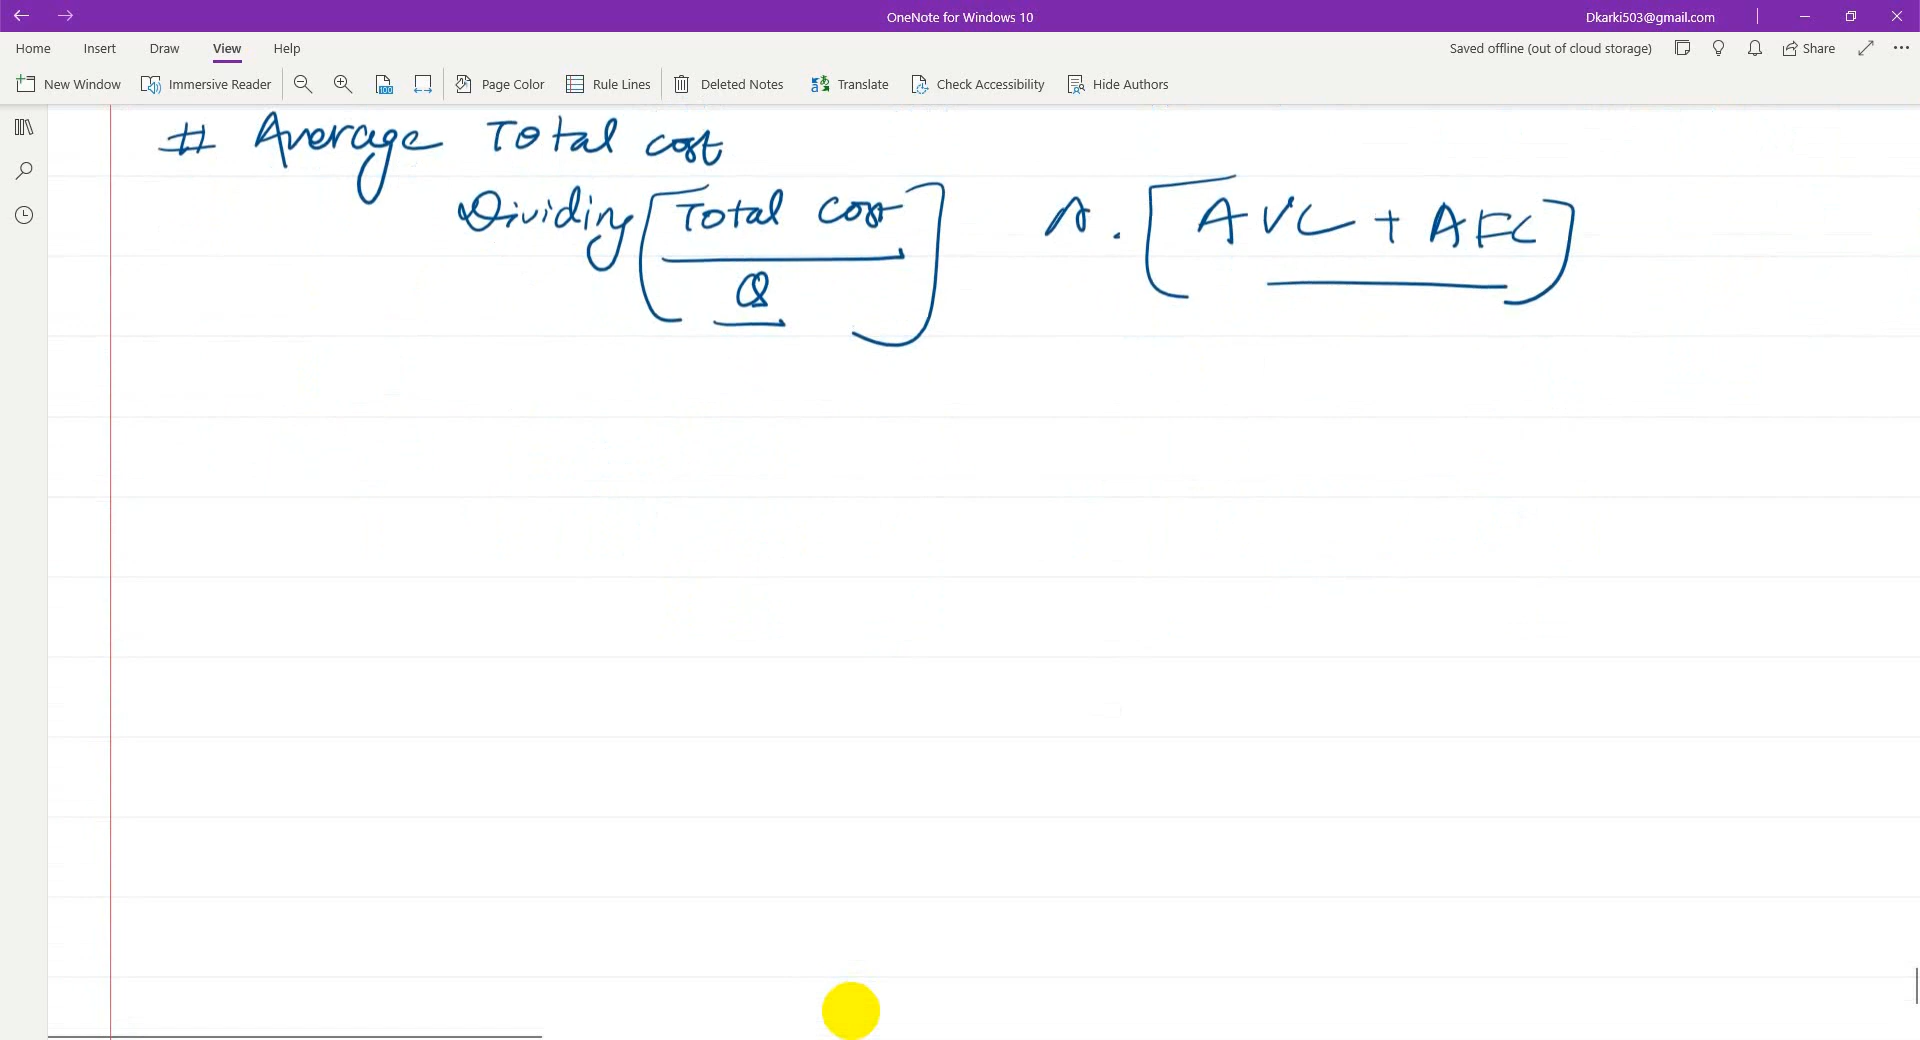 OneNote for Windows 10
Dkarki503@gmail.com
Home Insert Draw View Help
Saved offline (out of cloud storage) Share
New Window Immersive Reader 100 Page Color Rule Lines Deleted Notes Translate Check Accessibility Hide Authors
# Average Total cost
Dividing [Total Cost [AVC + AFC]
Q]